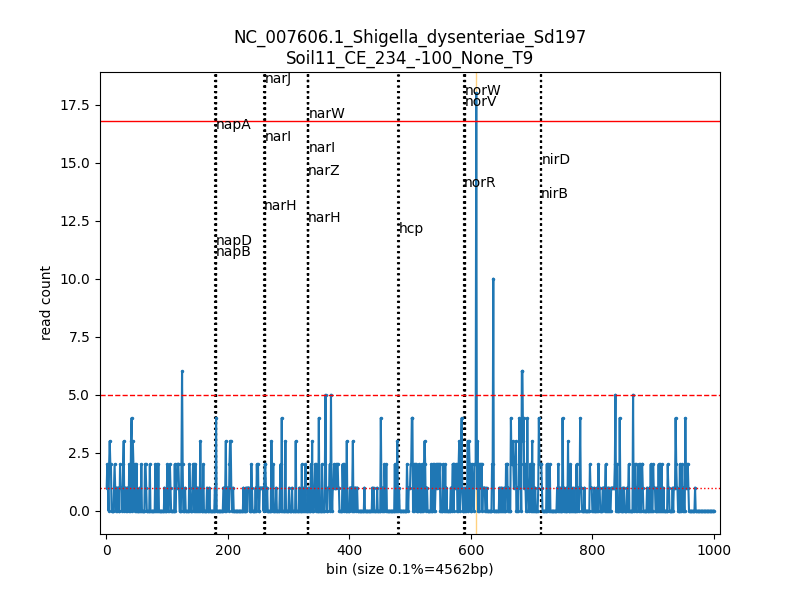 NC_007606.1_Shigella_dysenteriae_Sd197
Soil11_CE_234_-100_None_T9
narJ
norW
norV
17.5
narW
napA
narI
narI
nirD
15.0
narZ
norR
nirB
narH
narH
12.5
hcp
napD
napB
10.0
7.5
5.0
2.5
0.0
read count
0 200 400 600 800 1000
bin (size 0.1%=4562bp)